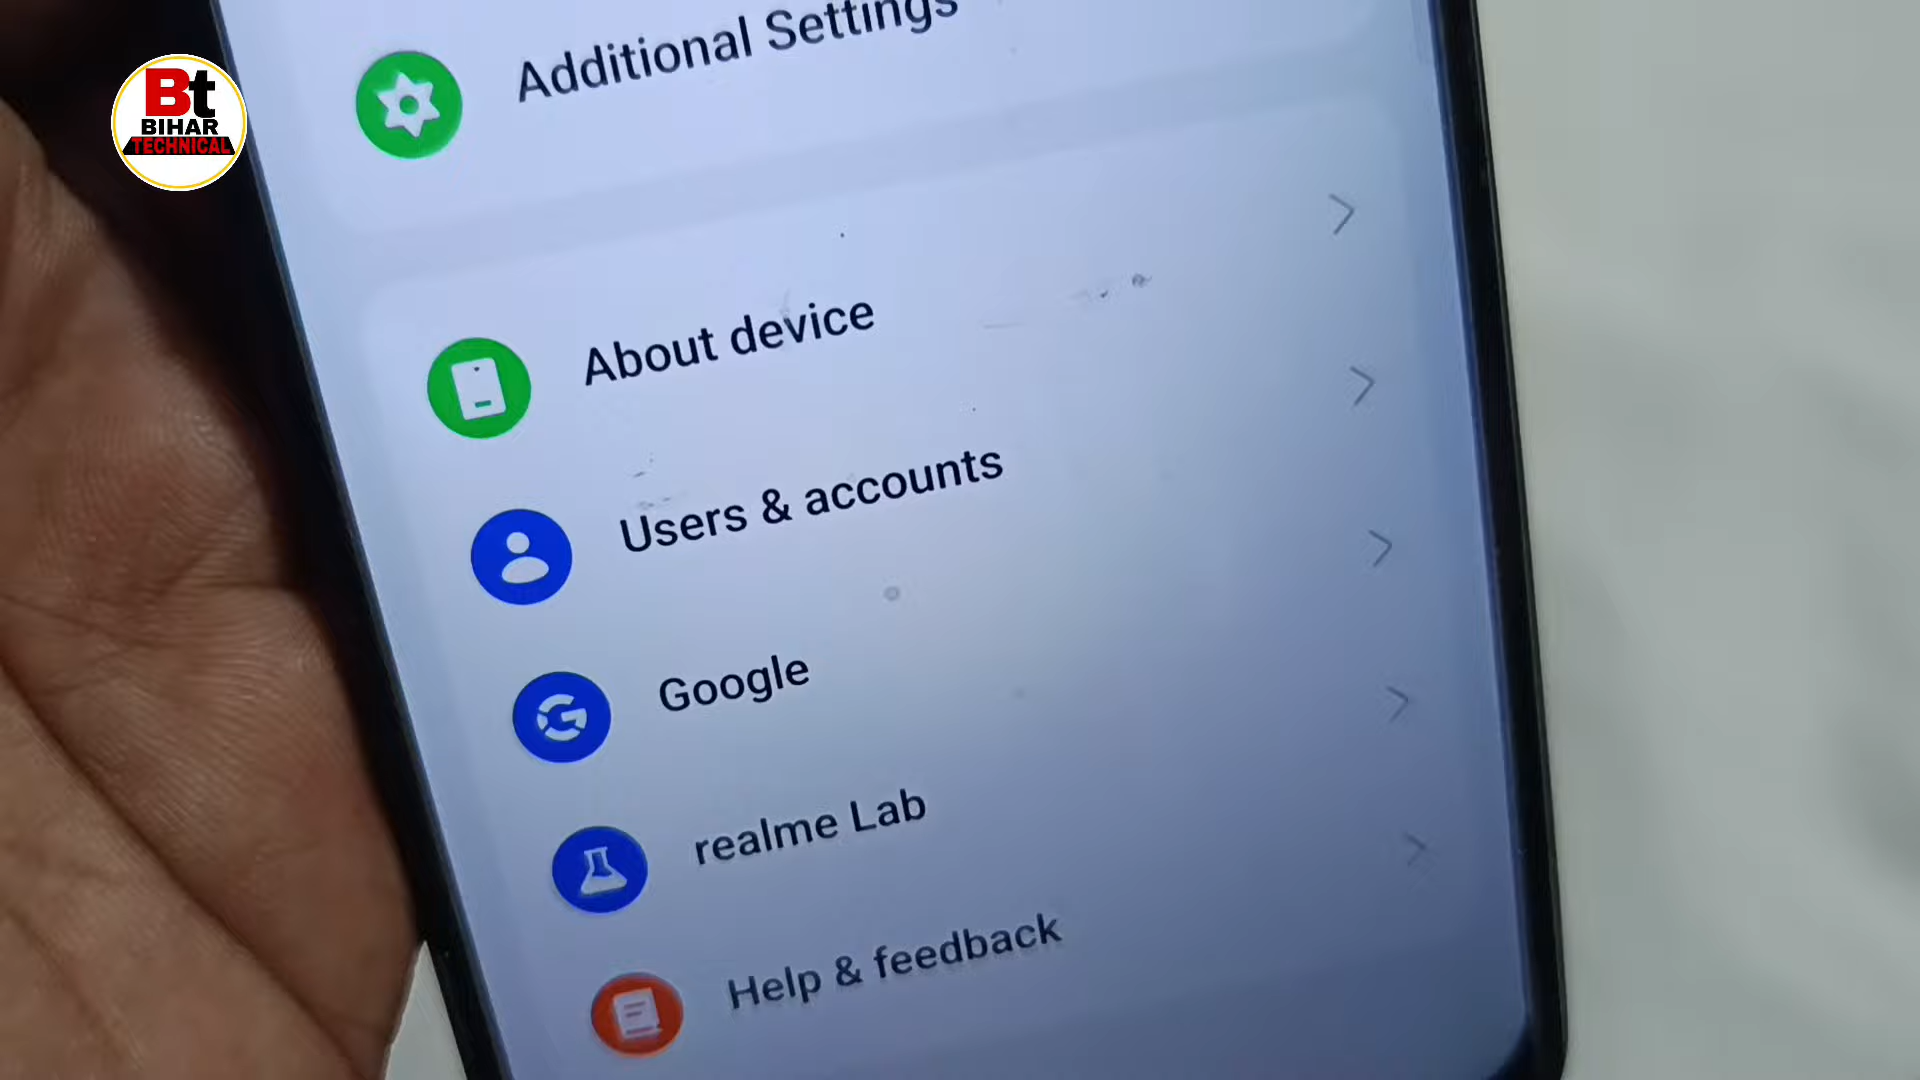 Bt
BIHAR
TECHNICAL
Additional Settings
About device
Users & accounts
Google
realme Lab
Help & feedback